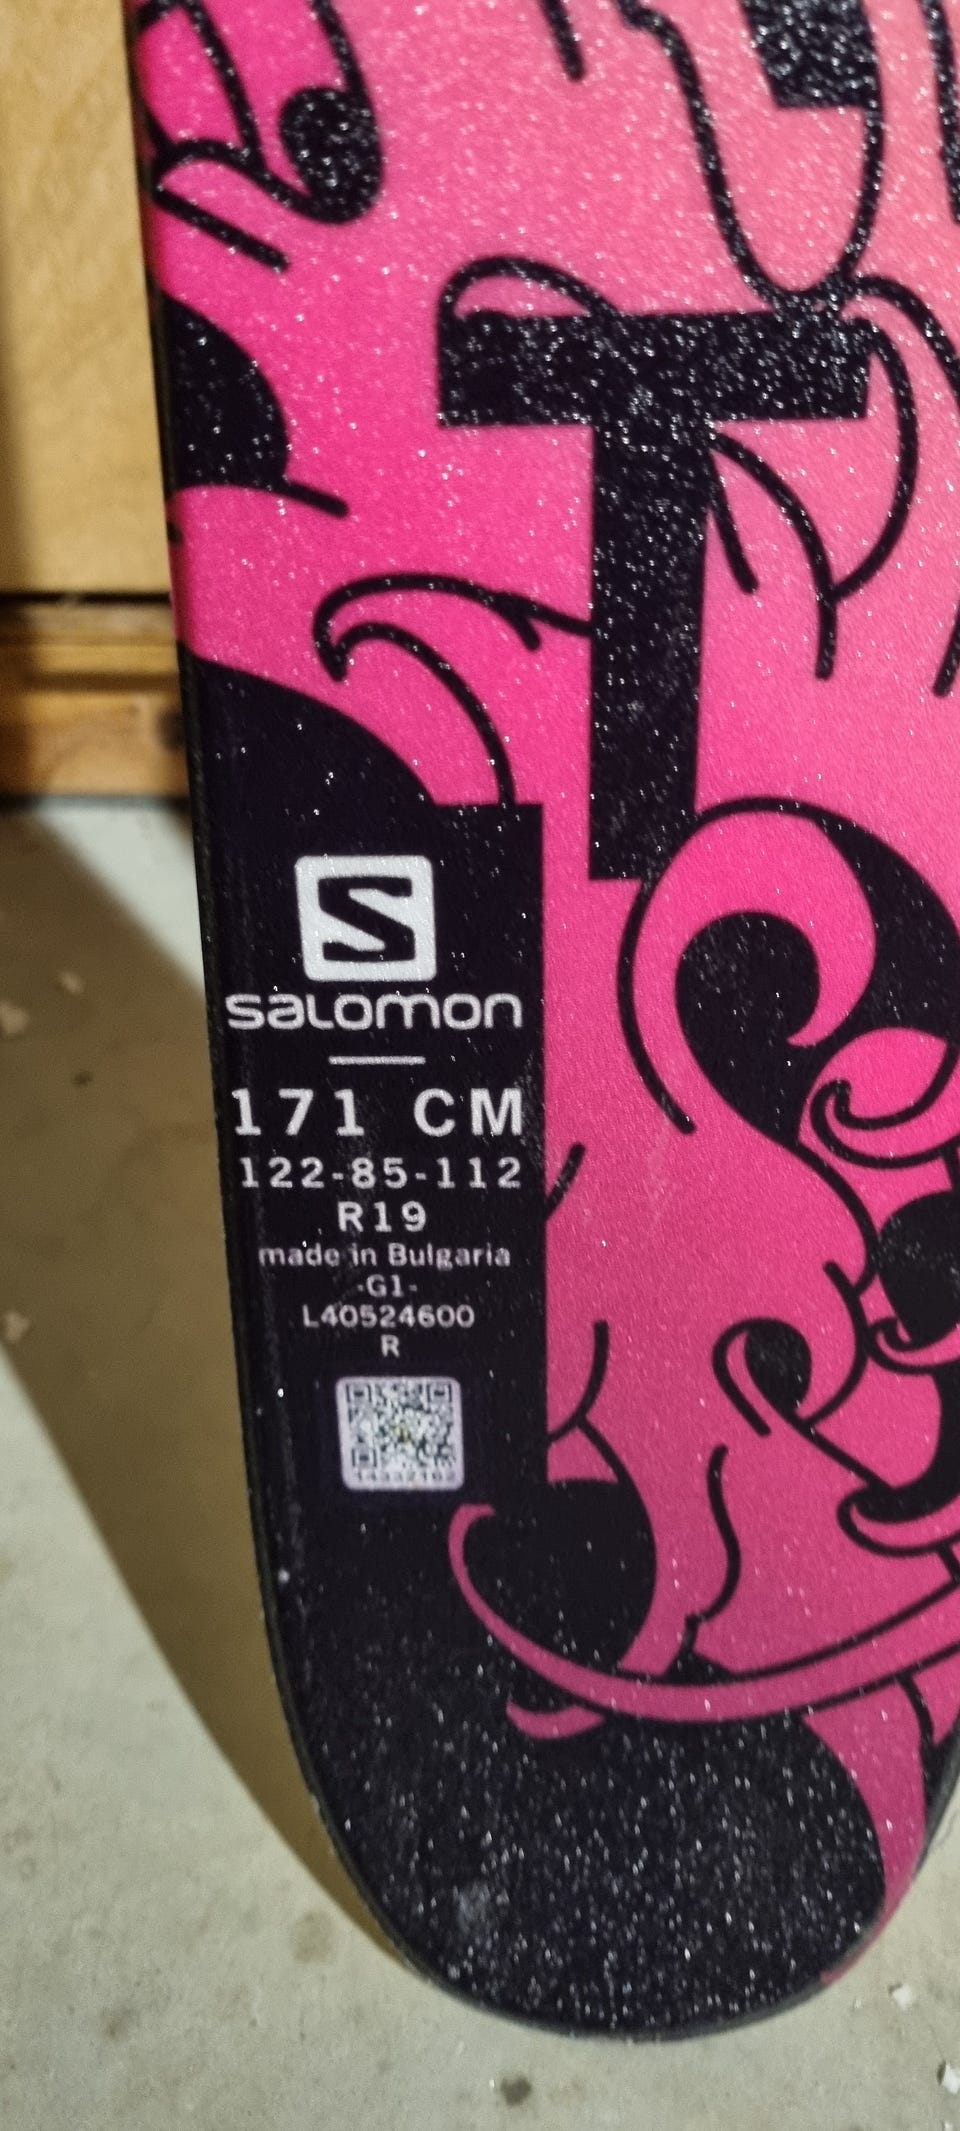 T
S
salomon
171 CM
122-85-112
R19
made in Bulgaria
-G1-
L40524600
R